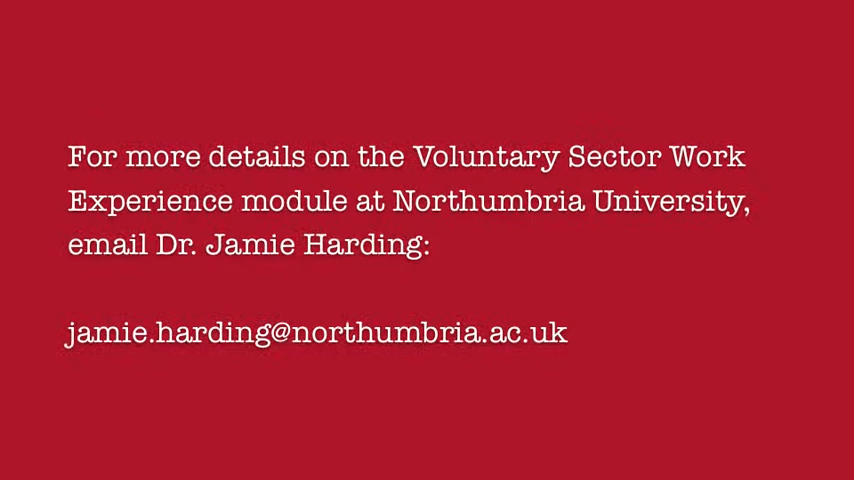 For more details on the Voluntary Sector Work
Experience module at Northumbria University,
email Dr. Jamie Harding:
jamie.harding@northumbria.ac.uk